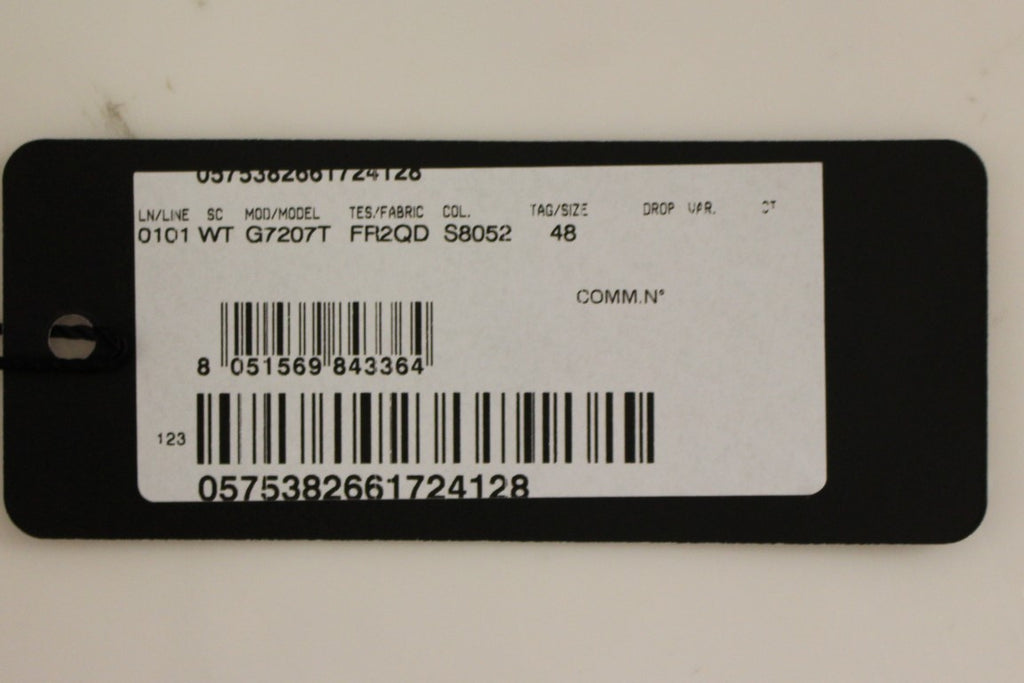 0575382661724128
LN/LINE SC MOD/MODEL TES/FABRIC COL. TAG/SIZE DROP VAR. CT
0101 WT G7207T FR2QD S8052 48
COMM.N°
8 051569 843364
123
0575382661724128